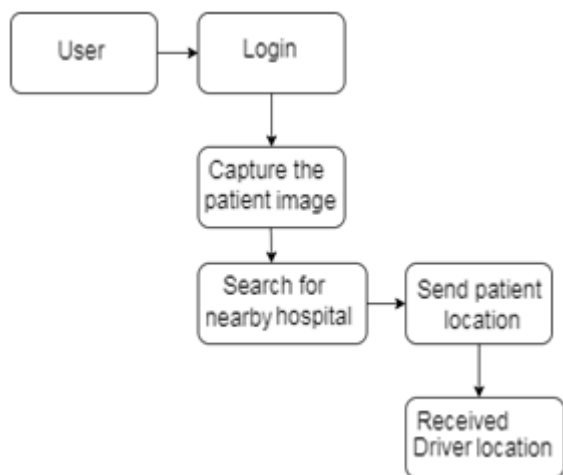 User
Login
Capture the
patient image
Search for
nearby hospital
Send patient
location
Received
Driver location